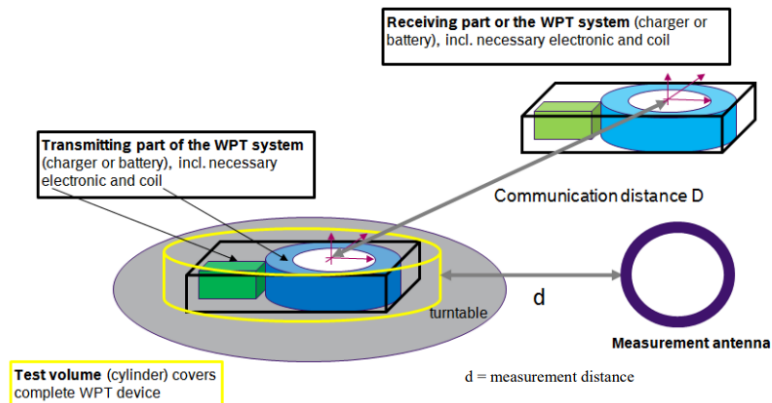 Receiving part or the WPT system (charger or
battery), incl. necessary electronic and coil
Transmitting part of the WPT system
(charger or battery), incl. necessary
electronic and coil
Communication distance D
d
turntable
Measurement antenna
Test volume (cylinder) covers
complete WPT device
d = measurement distance